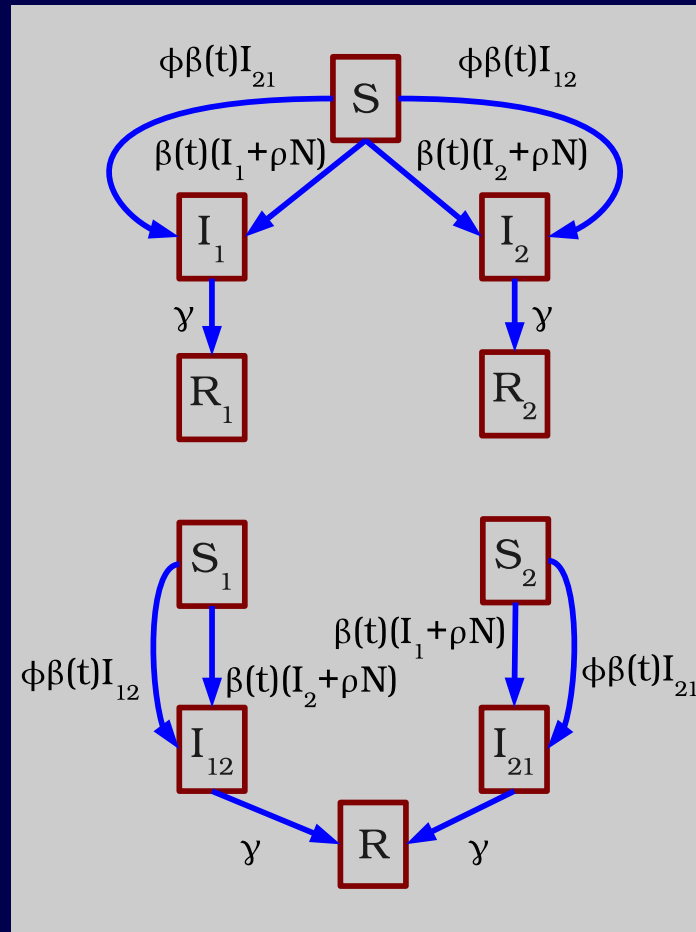 ϕβ(t)I₂₁
S
ϕβ(t)I₁₂
β(t)(I₁+ρN)
β(t)(I₂+ρN)
I₁
I₂
γ
γ
R₁
R₂
S₁
S₂
β(t)(I₁+ρN)
ϕβ(t)I₁₂
β(t)(I₂+ρN)
ϕβ(t)I₂₁
I₁₂
I₂₁
R
γ
γ